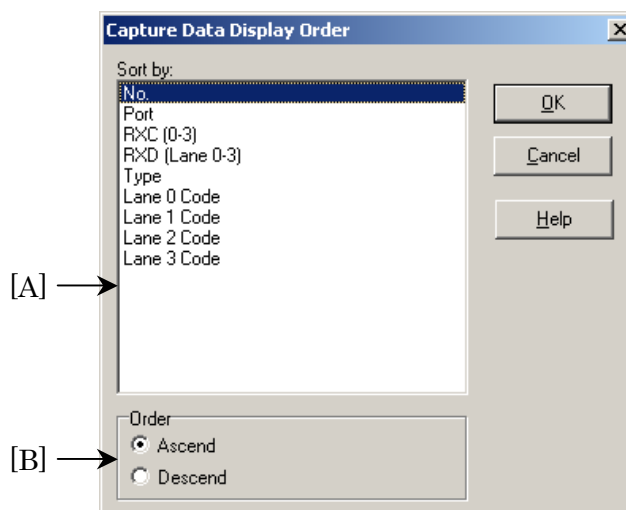 Capture Data Display Order
Sort by:
No.
Port
RXC (0-3)
RXD (Lane 0-3)
Type
Lane 0 Code
Lane 1 Code
Lane 2 Code
Lane 3 Code
OK
Cancel
Help
[A]
Order
Ascend
Descend
[B]